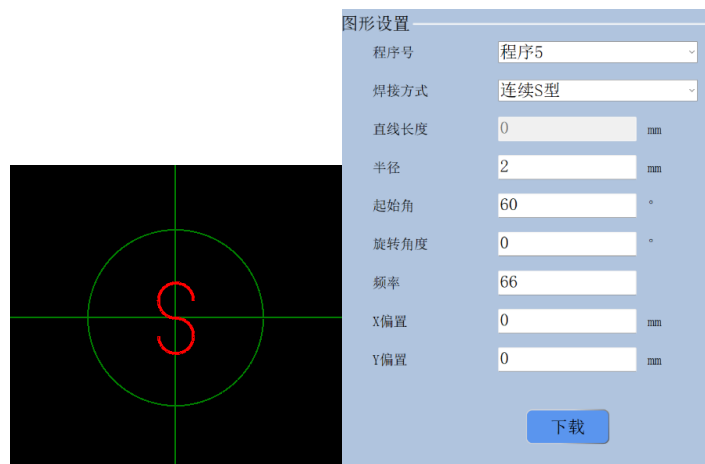 图形设置
程序号 程序5
焊接方式 连续S型
直线长度 0 mm
半径 2 mm
起始角 60 °
旋转角度 0 °
频率 66
X偏置 0 mm
Y偏置 0 mm
下载